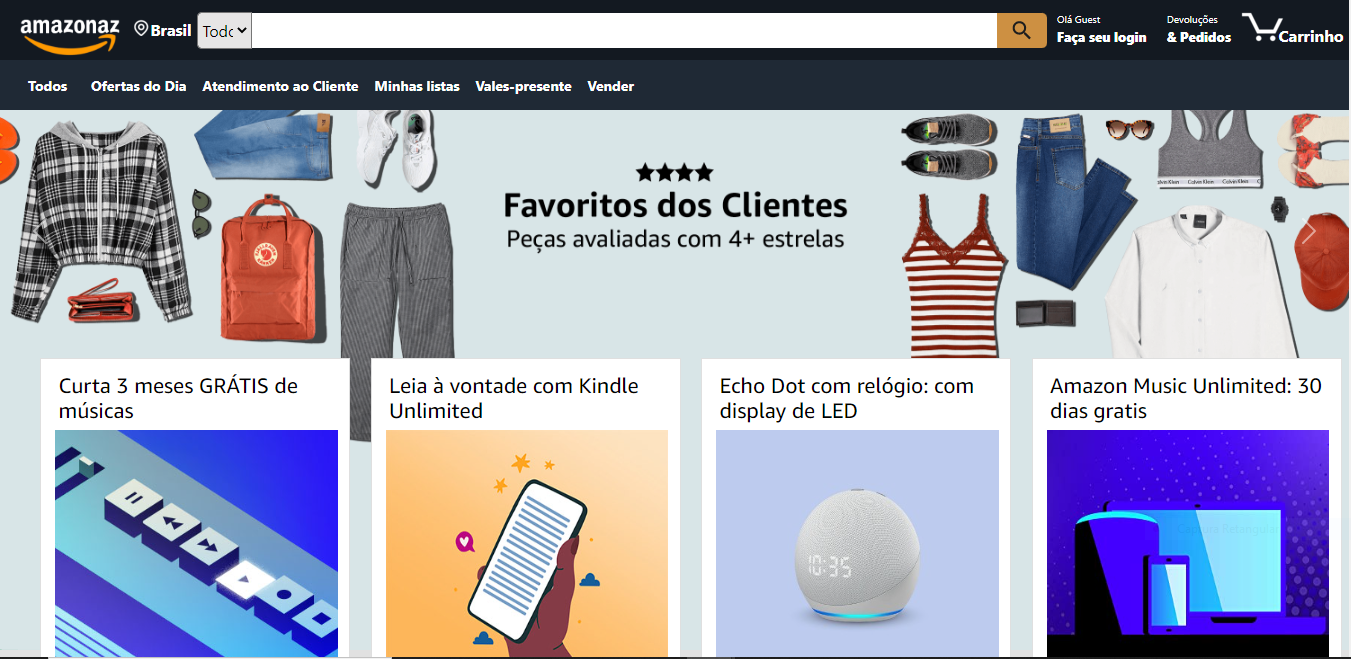 amazonaz
Brasil
Todc
Olá Guest
Faça seu login
Devoluções
& Pedidos
Carrinho
Todos
Ofertas do Dia
Atendimento ao Cliente
Minhas listas
Vales-presente
Vender
Favoritos dos Clientes
Peças avaliadas com 4+ estrelas
Calvin Klein
Curta 3 meses GRÁTIS de
músicas
Leia à vontade com Kindle
Unlimited
Echo Dot com relógio: com
display de LED
Amazon Music Unlimited: 30
dias gratis
10:35